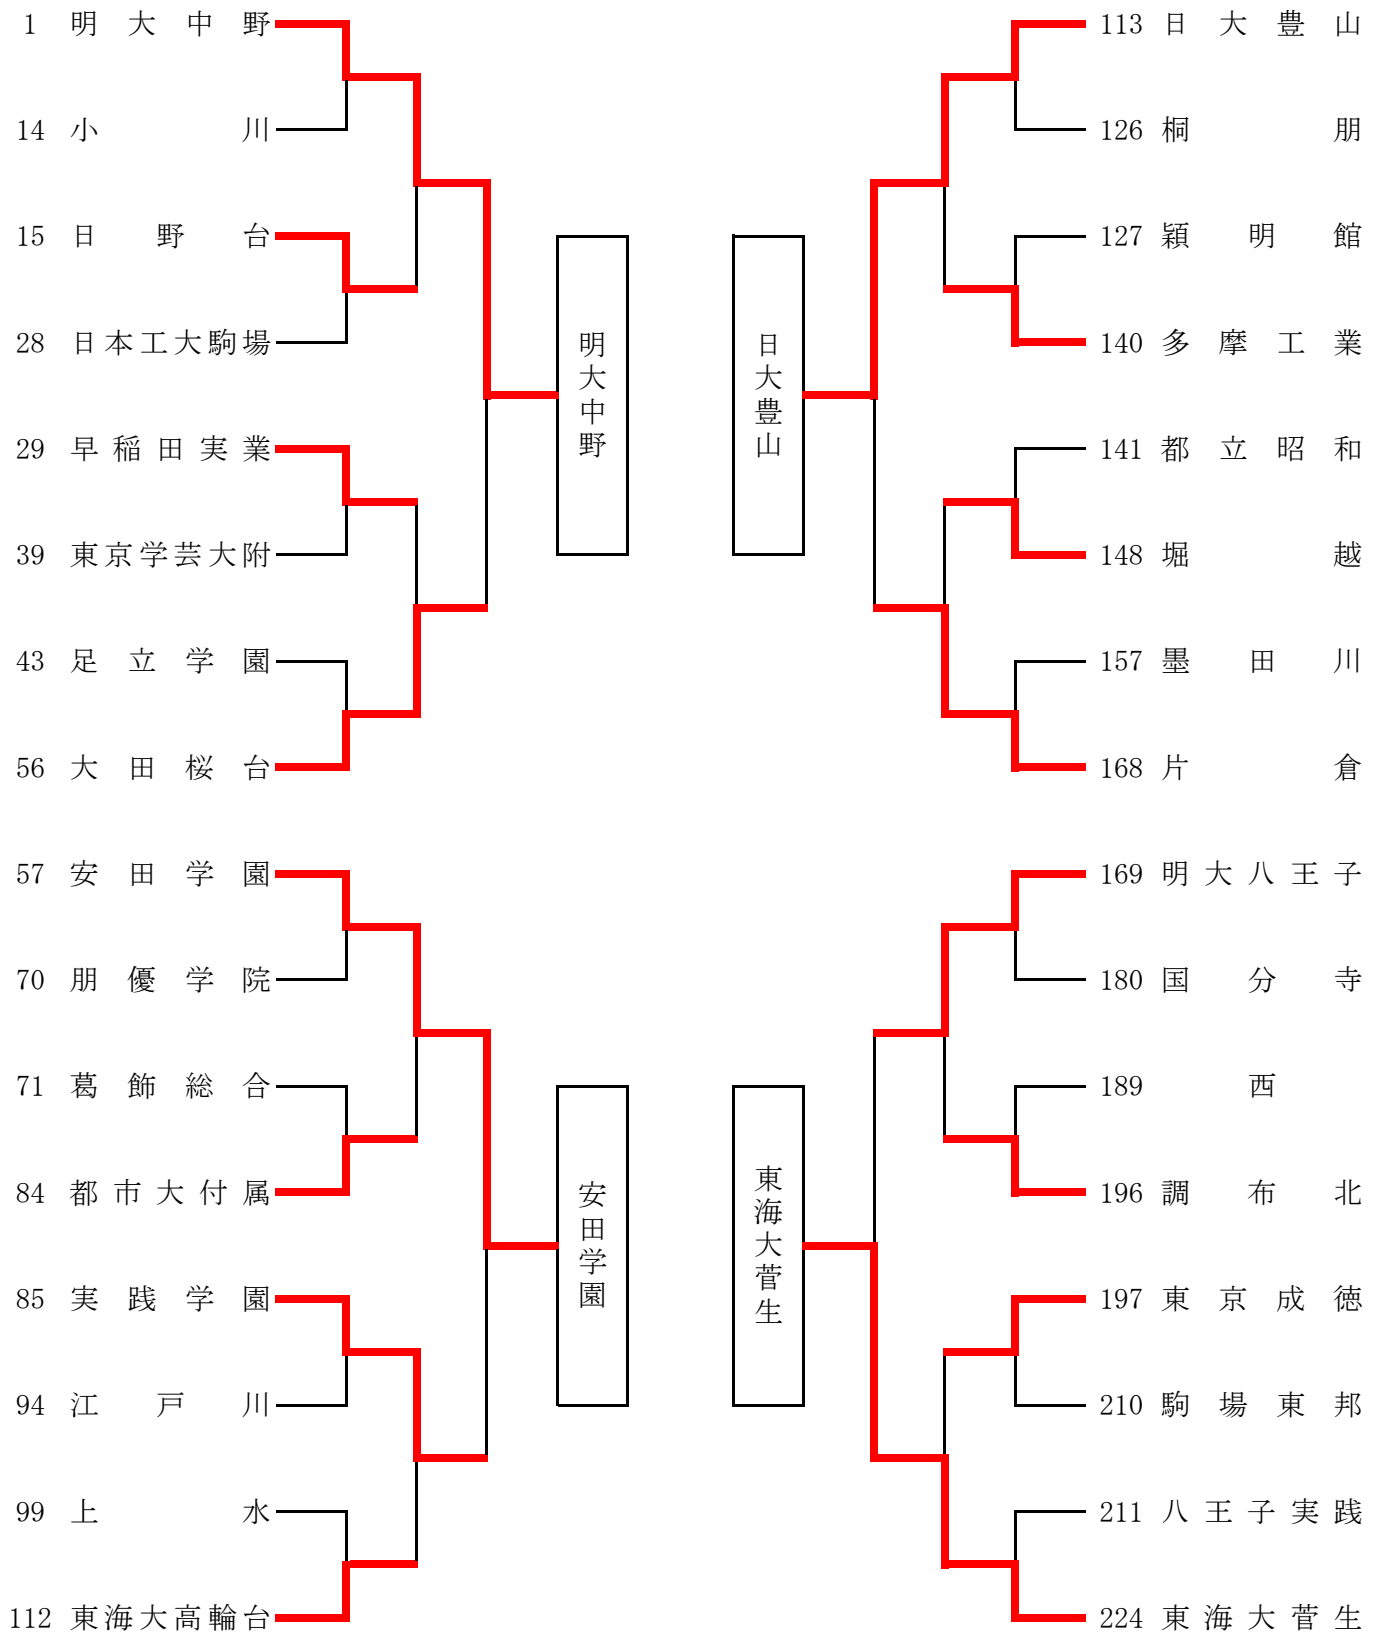 1 明大中野
14 小川
15 日野台
28 日本工大駒場
29 早稲田実業
39 東京学芸大附
43 足立学園
56 大田桜台
明大中野
57 安田学園
70 朋優学院
71 葛飾総合
84 都市大付属
85 実践学園
94 江戸川
99 上水
112 東海大高輪台
安田学園
113 日大豊山
126 桐朋
127 穎明館
140 多摩工業
141 都立昭和
148 堀越
157 墨田川
168 片倉
日大豊山
169 明大八王子
180 国分寺
189 西
196 調布北
197 東京成徳
210 駒場東邦
211 八王子実践
224 東海大菅生
東海大菅生